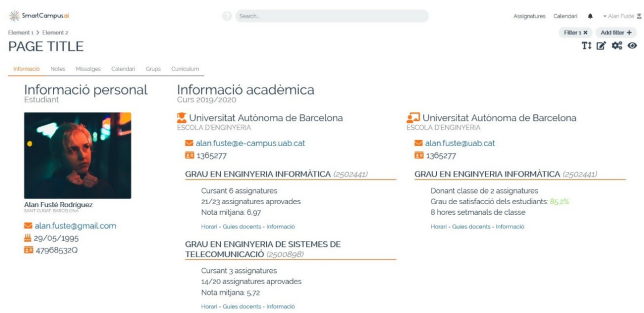 SmartCampus.ai
Search...
Assignatures Calendari Alan Fusté
Element 1 > Element 2
Filter 1 × Add filter +
PAGE TITLE
Informació Notes Missatges Calendari Grups Curriculum
Informació personal
Estudiant
Alan Fusté Rodríguez
SANT CUGAT, BARCELONA
alan.fuste@gmail.com
29/05/1995
47968532Q
Informació acadèmica
Curs 2019/2020
Universitat Autònoma de Barcelona
ESCOLA D'ENGINYERIA
alan.fuste@e-campus.uab.cat
1365277
GRAU EN ENGINYERIA INFORMÀTICA (2502441)
Cursant 6 assignatures
21/23 assignatures aprovades
Nota mitjana: 6,97
Horari - Guies docents - Informació
GRAU EN ENGINYERIA DE SISTEMES DE
TELECOMUNICACIÓ (2500898)
Cursant 3 assignatures
14/20 assignatures aprovades
Nota mitjana: 5,72
Horari - Guies docents - Informació
Universitat Autònoma de Barcelona
ESCOLA D'ENGINYERIA
alan.fuste@uab.cat
1365277
GRAU EN ENGINYERIA INFORMÀTICA (2502441)
Donant classe de 2 assignatures
Grau de satisfacció dels estudiants: 85,2%
8 hores setmanals de classe
Horari - Guies docents - Informació